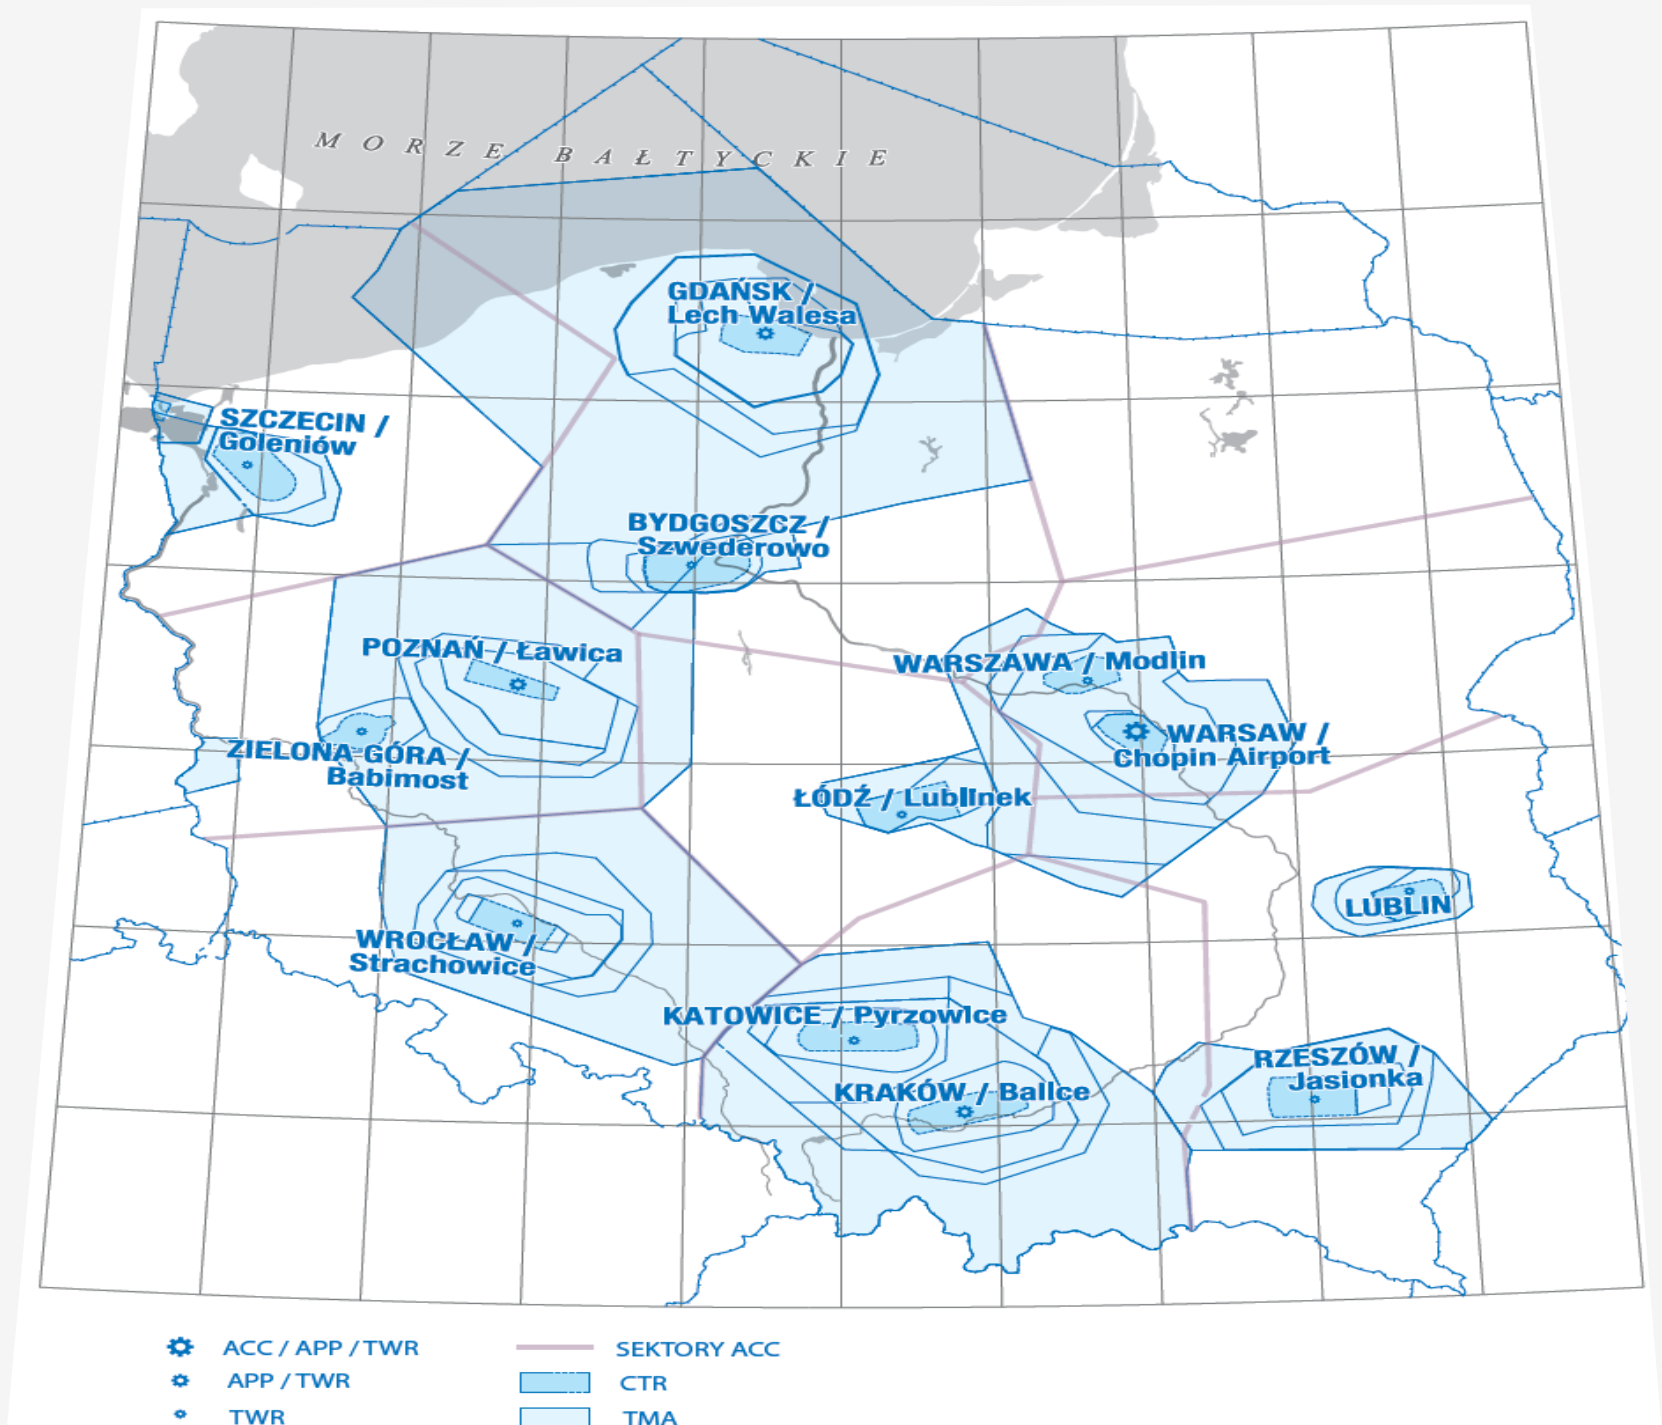 MORZE BAŁTYCKIE
GDAŃSK /
Lech Walesa
SZCZECIN /
Goleniów
BYDGOSZCZ /
Szwederowo
POZNAŃ / Ławica
WARSZAWA / Modlin
WARSAW /
Chopin Airport
ZIELONA GÓRA /
Babimost
ŁÓDŹ / Lublinek
LUBLIN
WROCŁAW /
Strachowice
KATOWICE / Pyrzowice
RZESZÓW /
Jasionka
KRAKÓW / Balice
ACC / APP / TWR
SEKTORY ACC
APP / TWR
CTR
TWR
TMA